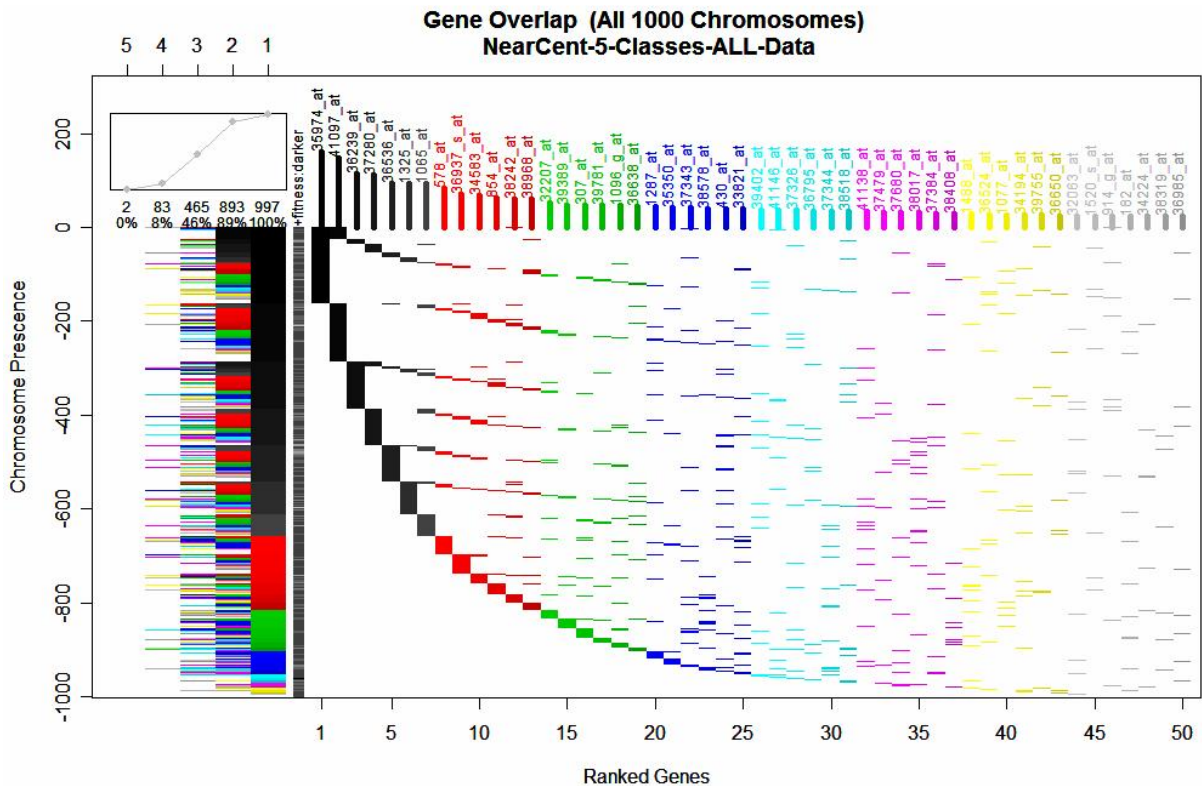 Gene Overlap (All 1000 Chromosomes)
NearCent-5-Classes-ALL-Data
5 4 3 2 1
2 83 465 893 997
0% 8% 46% 89% 100%
+fitness:darker
35974_at
41097_at
36239_at
37280_at
36536_at
1325_at
1065_at
578_at
36937_s_at
34583_at
854_at
38242_at
38968_at
32207_at
39389_at
307_at
39781_at
1096_g_at
36638_at
1287_at
35350_at
37343_at
38578_at
430_at
33821_at
39402_at
41146_at
37326_at
36795_at
37344_at
38518_at
41138_at
37479_at
37680_at
38017_at
37384_at
38408_at
1488_at
36524_at
1077_at
34194_at
39755_at
36650_at
32063_at
1520_s_at
914_g_at
182_at
34224_at
38319_at
36985_at
200
0
-200
-400
-600
-800
-1000
Chromosome Prescence
1 5 10 15 20 25 30 35 40 45 50
Ranked Genes